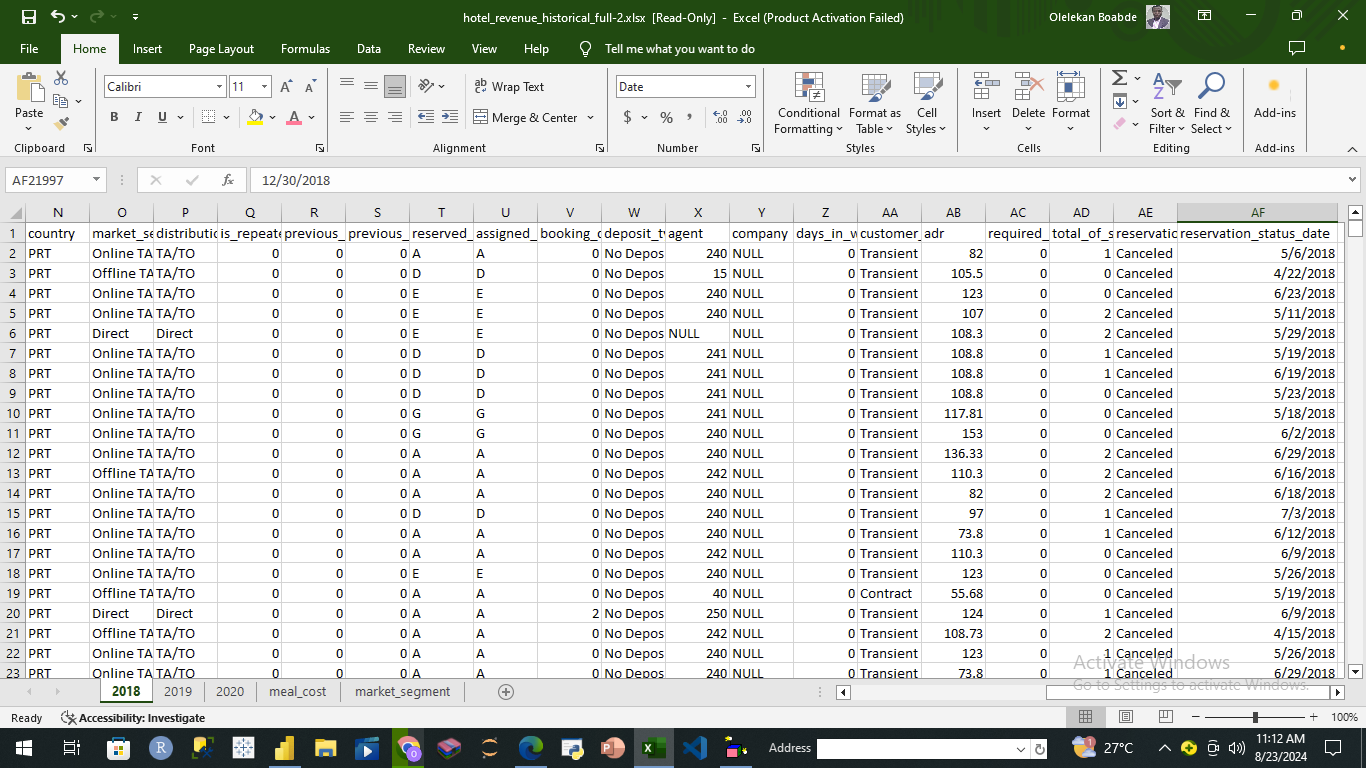 hotel_revenue_historical_full-2.xlsx [Read-Only] - Excel (Product Activation Failed) Olelekan Boabde
File Home Insert Page Layout Formulas Data Review View Help Tell me what you want to do
Calibri 11 Wrap Text Date
Paste B I U Merge & Center $ % , Conditional Formatting Format as Table Cell Styles Insert Delete Format Sort & Filter Find & Select Add-ins
Clipboard Font Alignment Number Styles Cells Editing Add-ins
AF21997 fx 12/30/2018
N O P Q R S T U V W X Y Z AA AB AC AD AE AF
1 country market_se distributio is_repeate previous_ previous_ reserved_ assigned_ booking_c deposit_ty agent company days_in_w customer_ adr required_ total_of_s reservatic reservation_status_date
2 PRT Online TA TA/TO 0 0 0 A A 0 No Depos 240 NULL 0 Transient 82 0 1 Canceled 5/6/2018
3 PRT Offline TA TA/TO 0 0 0 D D 0 No Depos 15 NULL 0 Transient 105.5 0 0 Canceled 4/22/2018
4 PRT Online TA TA/TO 0 0 0 E E 0 No Depos 240 NULL 0 Transient 123 0 0 Canceled 6/23/2018
5 PRT Online TA TA/TO 0 0 0 E E 0 No Depos 240 NULL 0 Transient 107 0 2 Canceled 5/11/2018
6 PRT Direct Direct 0 0 0 E E 0 No Depos NULL NULL 0 Transient 108.3 0 2 Canceled 5/29/2018
7 PRT Online TA TA/TO 0 0 0 D D 0 No Depos 241 NULL 0 Transient 108.8 0 1 Canceled 5/19/2018
8 PRT Online TA TA/TO 0 0 0 D D 0 No Depos 241 NULL 0 Transient 108.8 0 1 Canceled 6/19/2018
9 PRT Online TA TA/TO 0 0 0 D D 0 No Depos 241 NULL 0 Transient 108.8 0 0 Canceled 5/23/2018
10 PRT Online TA TA/TO 0 0 0 G G 0 No Depos 241 NULL 0 Transient 117.81 0 0 Canceled 5/18/2018
11 PRT Online TA TA/TO 0 0 0 G G 0 No Depos 240 NULL 0 Transient 153 0 0 Canceled 6/2/2018
12 PRT Online TA TA/TO 0 0 0 A A 0 No Depos 240 NULL 0 Transient 136.33 0 2 Canceled 6/29/2018
13 PRT Offline TA TA/TO 0 0 0 A A 0 No Depos 242 NULL 0 Transient 110.3 0 2 Canceled 6/16/2018
14 PRT Online TA TA/TO 0 0 0 A A 0 No Depos 240 NULL 0 Transient 82 0 2 Canceled 6/18/2018
15 PRT Online TA TA/TO 0 0 0 D D 0 No Depos 240 NULL 0 Transient 97 0 1 Canceled 7/3/2018
16 PRT Online TA TA/TO 0 0 0 A A 0 No Depos 240 NULL 0 Transient 73.8 0 1 Canceled 6/12/2018
17 PRT Online TA TA/TO 0 0 0 A A 0 No Depos 242 NULL 0 Transient 110.3 0 0 Canceled 6/9/2018
18 PRT Online TA TA/TO 0 0 0 E E 0 No Depos 240 NULL 0 Transient 123 0 0 Canceled 5/26/2018
19 PRT Offline TA TA/TO 0 0 0 A A 0 No Depos 40 NULL 0 Contract 55.68 0 0 Canceled 5/19/2018
20 PRT Direct Direct 0 0 0 A A 2 No Depos 250 NULL 0 Transient 124 0 1 Canceled 6/9/2018
21 PRT Offline TA TA/TO 0 0 0 A A 0 No Depos 242 NULL 0 Transient 108.73 0 2 Canceled 4/15/2018
22 PRT Online TA TA/TO 0 0 0 A A 0 No Depos 240 NULL 0 Transient 123 0 1 Canceled 5/26/2018
23 PRT Online TA TA/TO 0 0 0 A A 0 No Depos 240 NULL 0 Transient 73.8 0 1 Canceled 6/29/2018
Activate Windows
Go to Settings to activate Windows.
2018 2019 2020 meal_cost market_segment
Ready Accessibility: Investigate 100%
Address 27°C 11:12 AM
8/23/2024